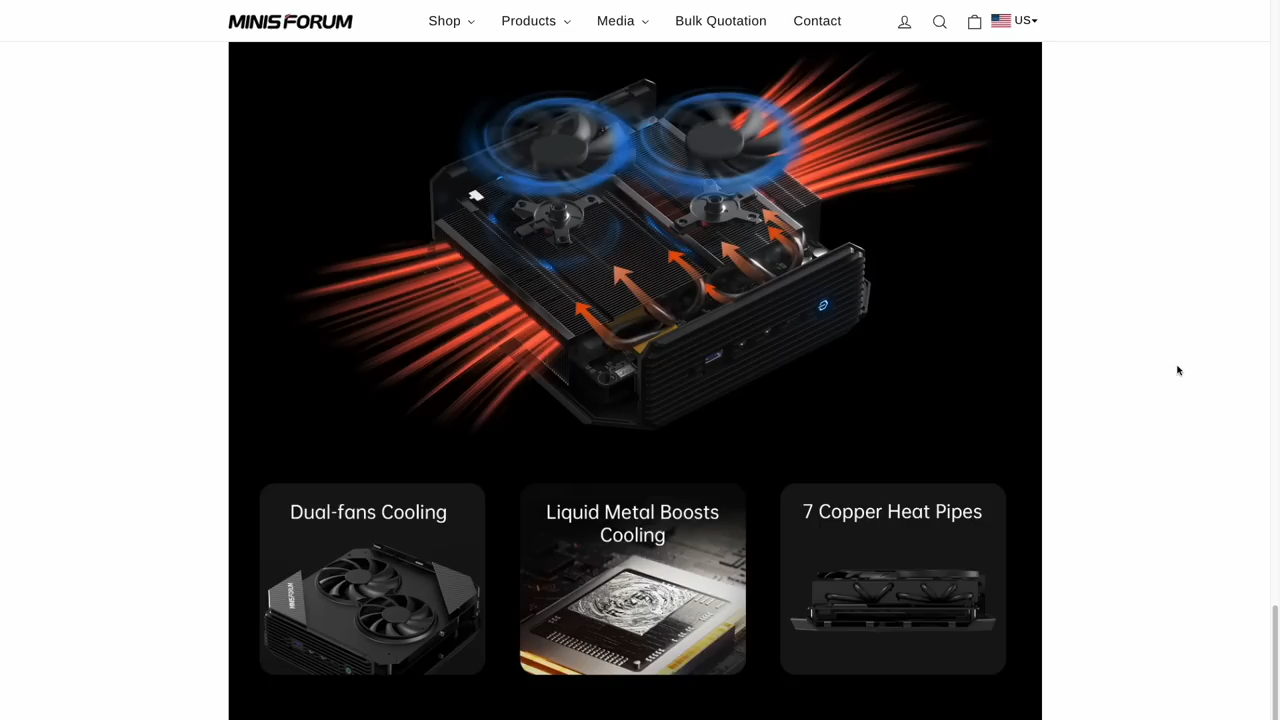 MINISFORUM
Shop
Products
Media
Bulk Quotation
Contact
US
Dual-fans Cooling
Liquid Metal Boosts
Cooling
7 Copper Heat Pipes
MINISFORUM